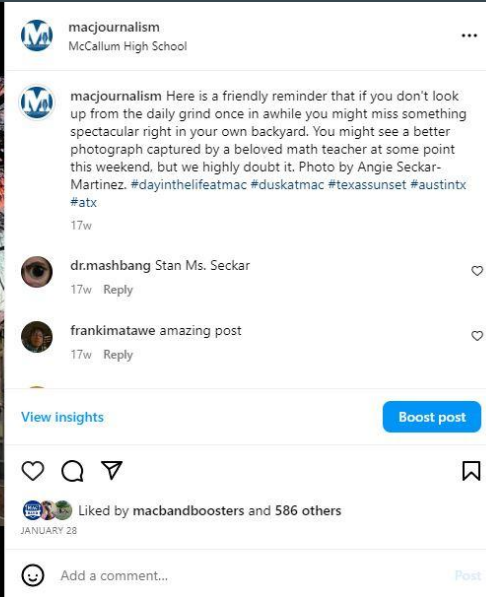 macjournalism
McCallum High School
macjournalism Here is a friendly reminder that if you don't look
up from the daily grind once in awhile you might miss something
spectacular right in your own backyard. You might see a better
photograph captured by a beloved math teacher at some point
this weekend, but we highly doubt it. Photo by Angie Seckar-
Martinez. #dayinthelifeatmac #duskatmac #texassunset #austintx
#atx
17w
dr.mashbang Stan Ms. Seckar
17w Reply
frankimatawe amazing post
17w Reply
View insights
Boost post
Liked by macbandboosters and 586 others
JANUARY 28
Add a comment...
Post